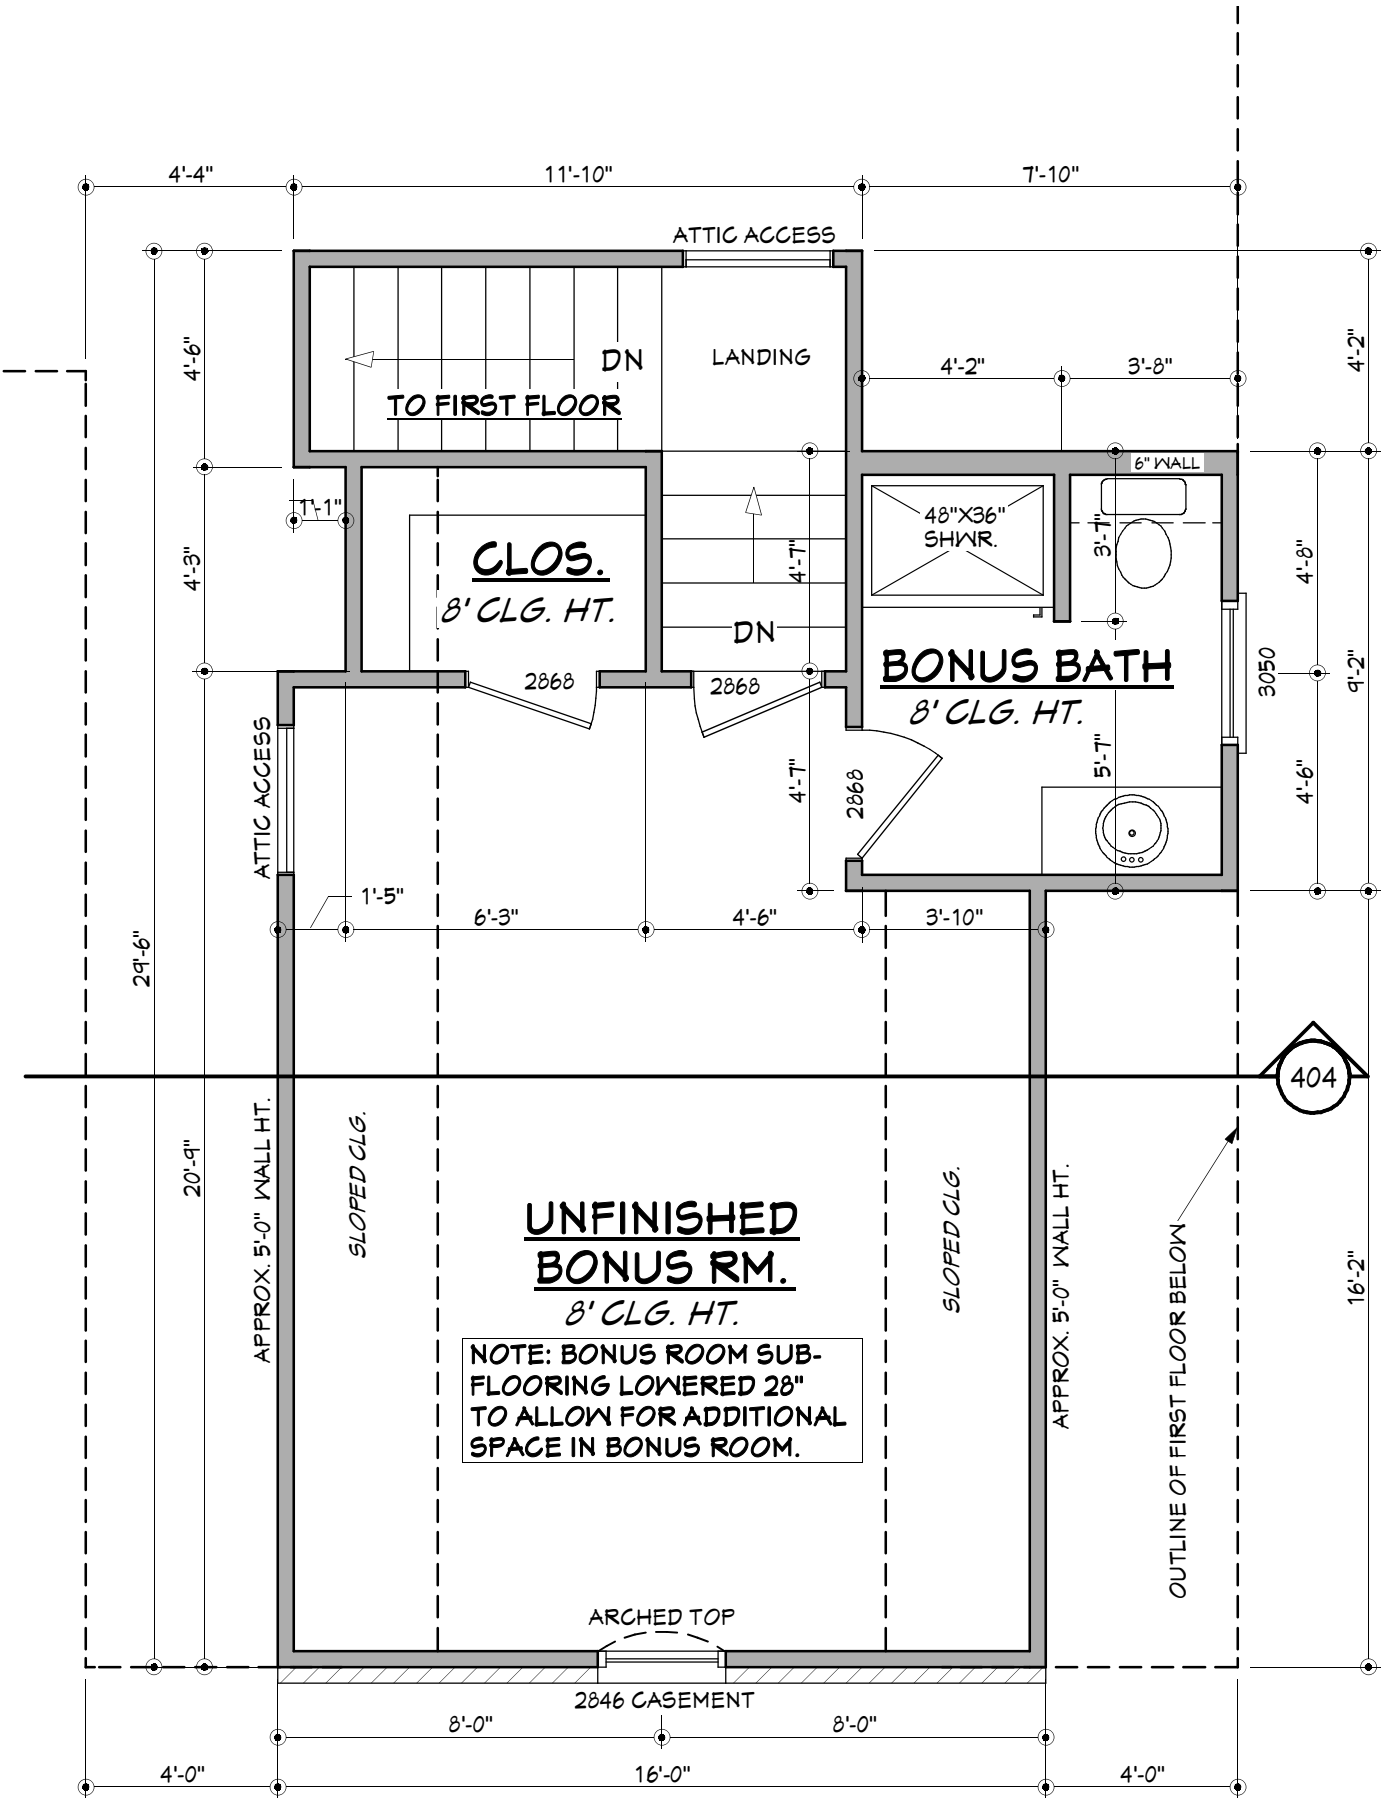 4'-4"
11'-10"
7'-10"
ATTIC ACCESS
4'-6"
4'-2"
DN
LANDING
4'-2"
3'-8"
TO FIRST FLOOR
6" WALL
1'-1"
48"X36"
SHWR.
3'-7"
4'-3"
CLOS.
8' CLG. HT.
4'-7"
4'-8"
DN
BONUS BATH
8' CLG. HT.
3050
9'-2"
2868
2868
ATTIC ACCESS
4'-7"
2868
5'-7"
4'-6"
1'-5"
6'-3"
4'-6"
3'-10"
29'-6"
404
20'-9"
APPROX. 5'-0" WALL HT.
SLOPED CLG.
UNFINISHED
BONUS RM.
8' CLG. HT.
NOTE: BONUS ROOM SUB-
FLOORING LOWERED 28"
TO ALLOW FOR ADDITIONAL
SPACE IN BONUS ROOM.
SLOPED CLG.
APPROX. 5'-0" WALL HT.
OUTLINE OF FIRST FLOOR BELOW
16'-2"
ARCHED TOP
2846 CASEMENT
8'-0"
8'-0"
4'-0"
16'-0"
4'-0"